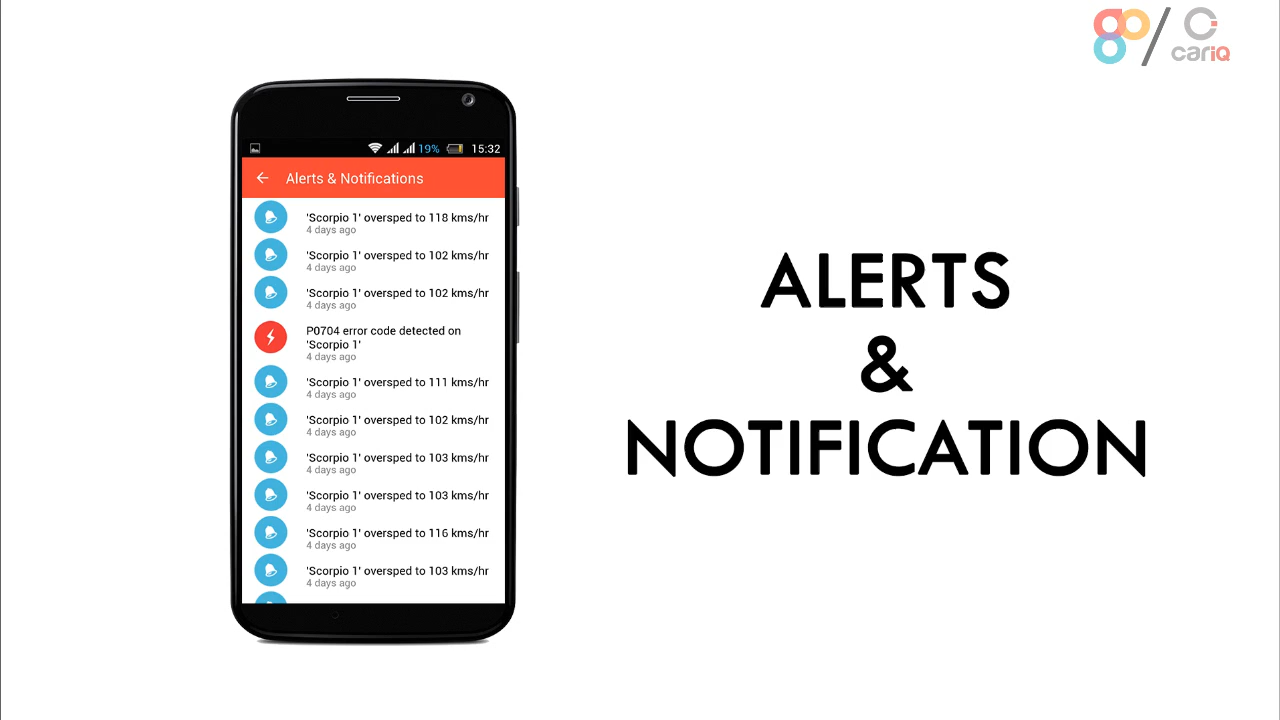 go/
cariQ
19% 15:32
Alerts & Notifications
'Scorpio 1' oversped to 118 kms/hr
4 days ago
'Scorpio 1' oversped to 102 kms/hr
4 days ago
'Scorpio 1' oversped to 102 kms/hr
4 days ago
P0704 error code detected on
'Scorpio 1'
4 days ago
'Scorpio 1' oversped to 111 kms/hr
4 days ago
'Scorpio 1' oversped to 102 kms/hr
4 days ago
'Scorpio 1' oversped to 103 kms/hr
4 days ago
'Scorpio 1' oversped to 103 kms/hr
4 days ago
'Scorpio 1' oversped to 116 kms/hr
4 days ago
'Scorpio 1' oversped to 103 kms/hr
4 days ago
ALERTS
&
NOTIFICATION